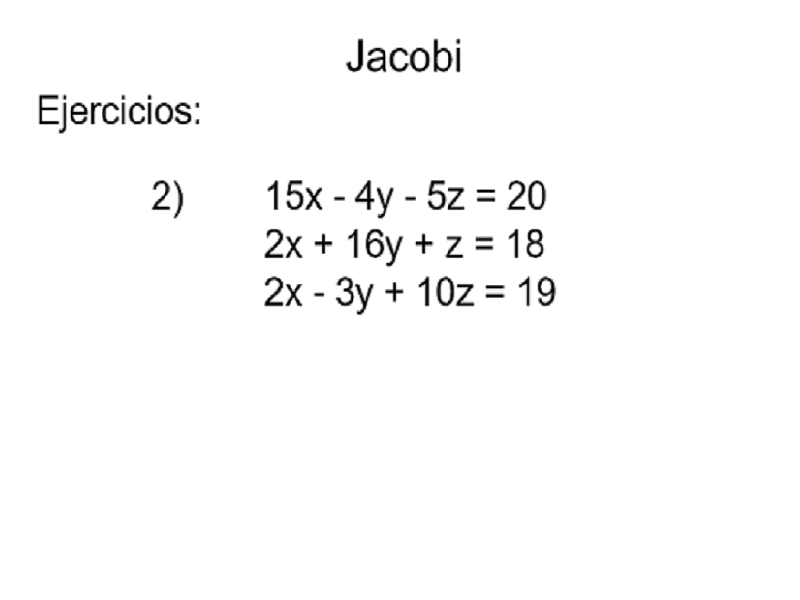 Jacobi
Ejercicios:
2) 15x - 4y - 5z = 20
2x + 16y + z = 18
2x - 3y + 10z = 19